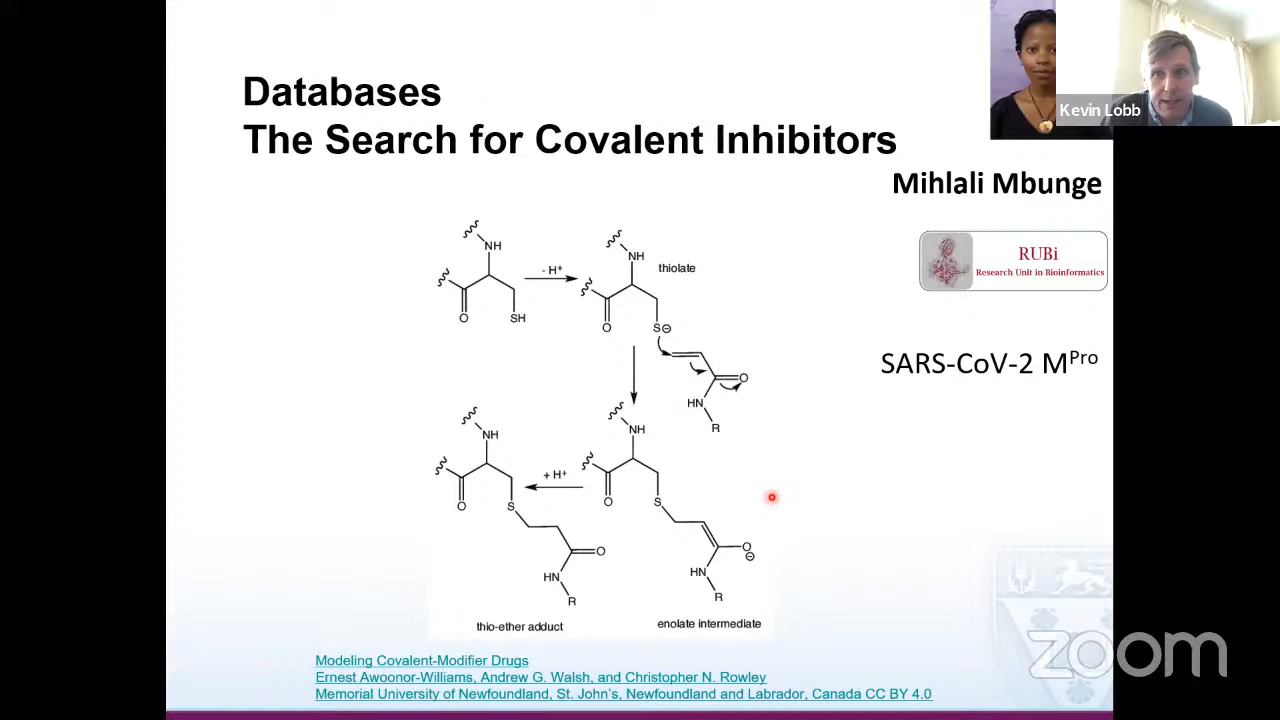 Databases
The Search for Covalent Inhibitors
Kevin Lobb
Mihlali Mbunge
RUBi
Research Unit in Bioinformatics
SARS-CoV-2 MPro
NH
O
SH
- H+
NH
thiolate
O
S⊖
O
HN
R
NH
O
S
O
⊖
HN
R
enolate intermediate
+ H+
NH
O
S
O
HN
R
thio-ether adduct
Modeling Covalent-Modifier Drugs
Ernest Awoonor-Williams, Andrew G. Walsh, and Christopher N. Rowley
Memorial University of Newfoundland, St. John's, Newfoundland and Labrador, Canada CC BY 4.0
zoom